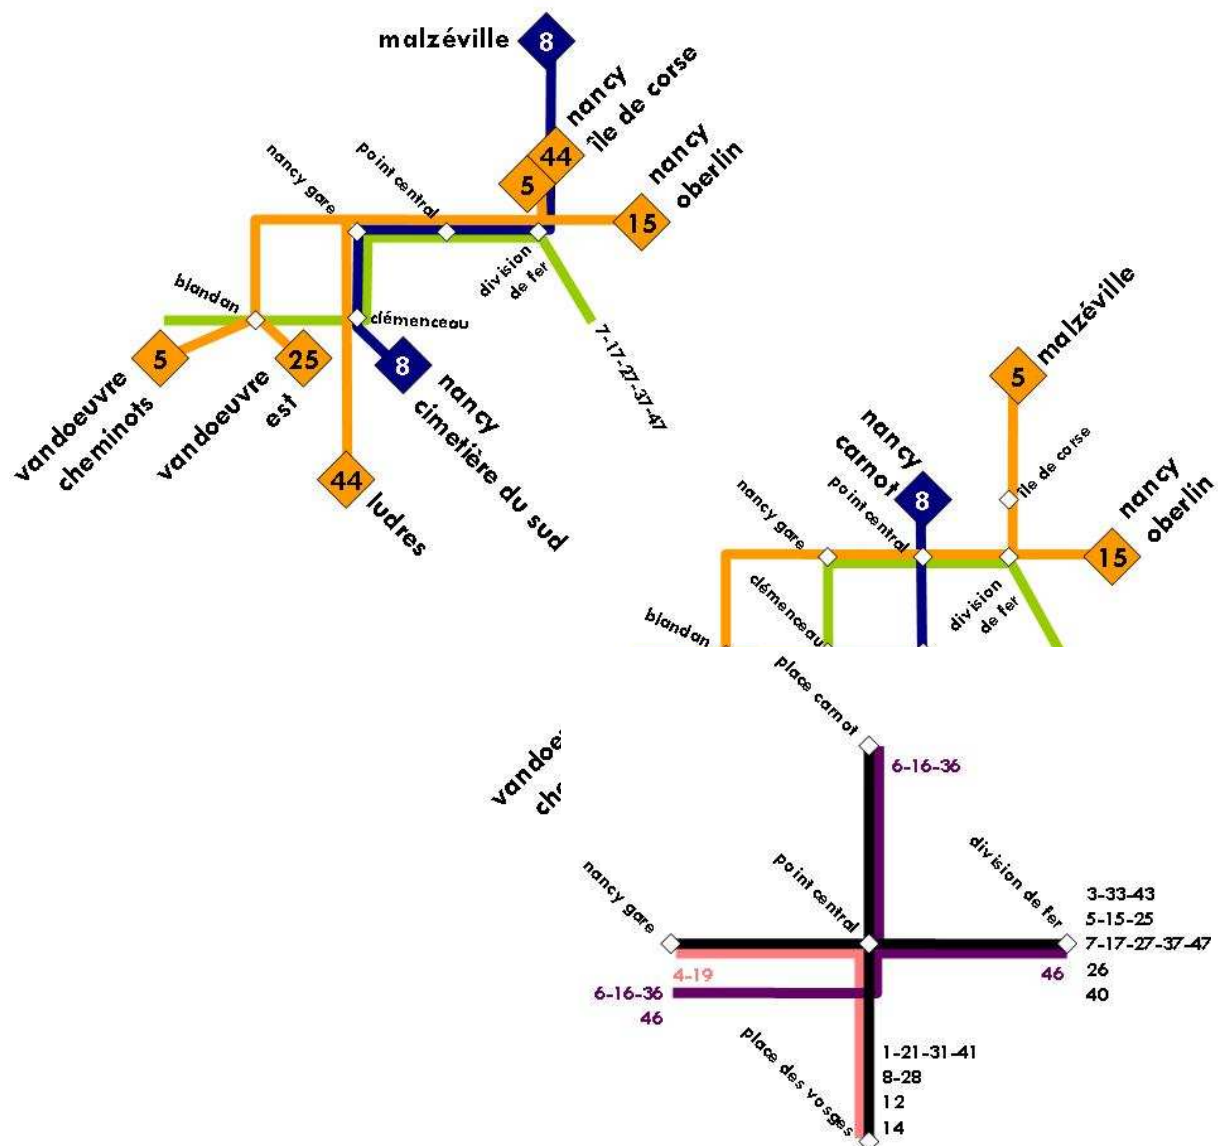 malzéville
8
nancy
île de corse
44
5
nancy
oberlin
15
nancy gare
point central
division
de fer
blandan
clémenceau
7-17-27-37-47
5
vandoeuvre
cheminots
25
vandoeuvre
est
8
nancy
cimetière du sud
44
ludres
malzéville
5
île de corse
nancy
carnot
8
nancy
oberlin
15
nancy gare
point central
clémenceau
division
de fer
blandan
place carnot
6-16-36
nancy gare
point central
division de fer
3-33-43
5-15-25
7-17-27-37-47
26
40
4-19
46
6-16-36
46
place des vosges
1-21-31-41
8-28
12
14